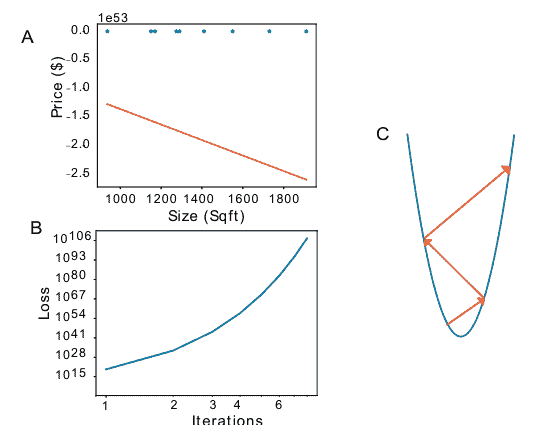 A
1e53
Price ($)
0.0
-0.5
-1.0
-1.5
-2.0
-2.5
1000 1200 1400 1600 1800
Size (Sqft)
B
Loss
10106
1093
1080
1067
1054
1041
1028
1015
1 2 3 4 6
Iterations
C